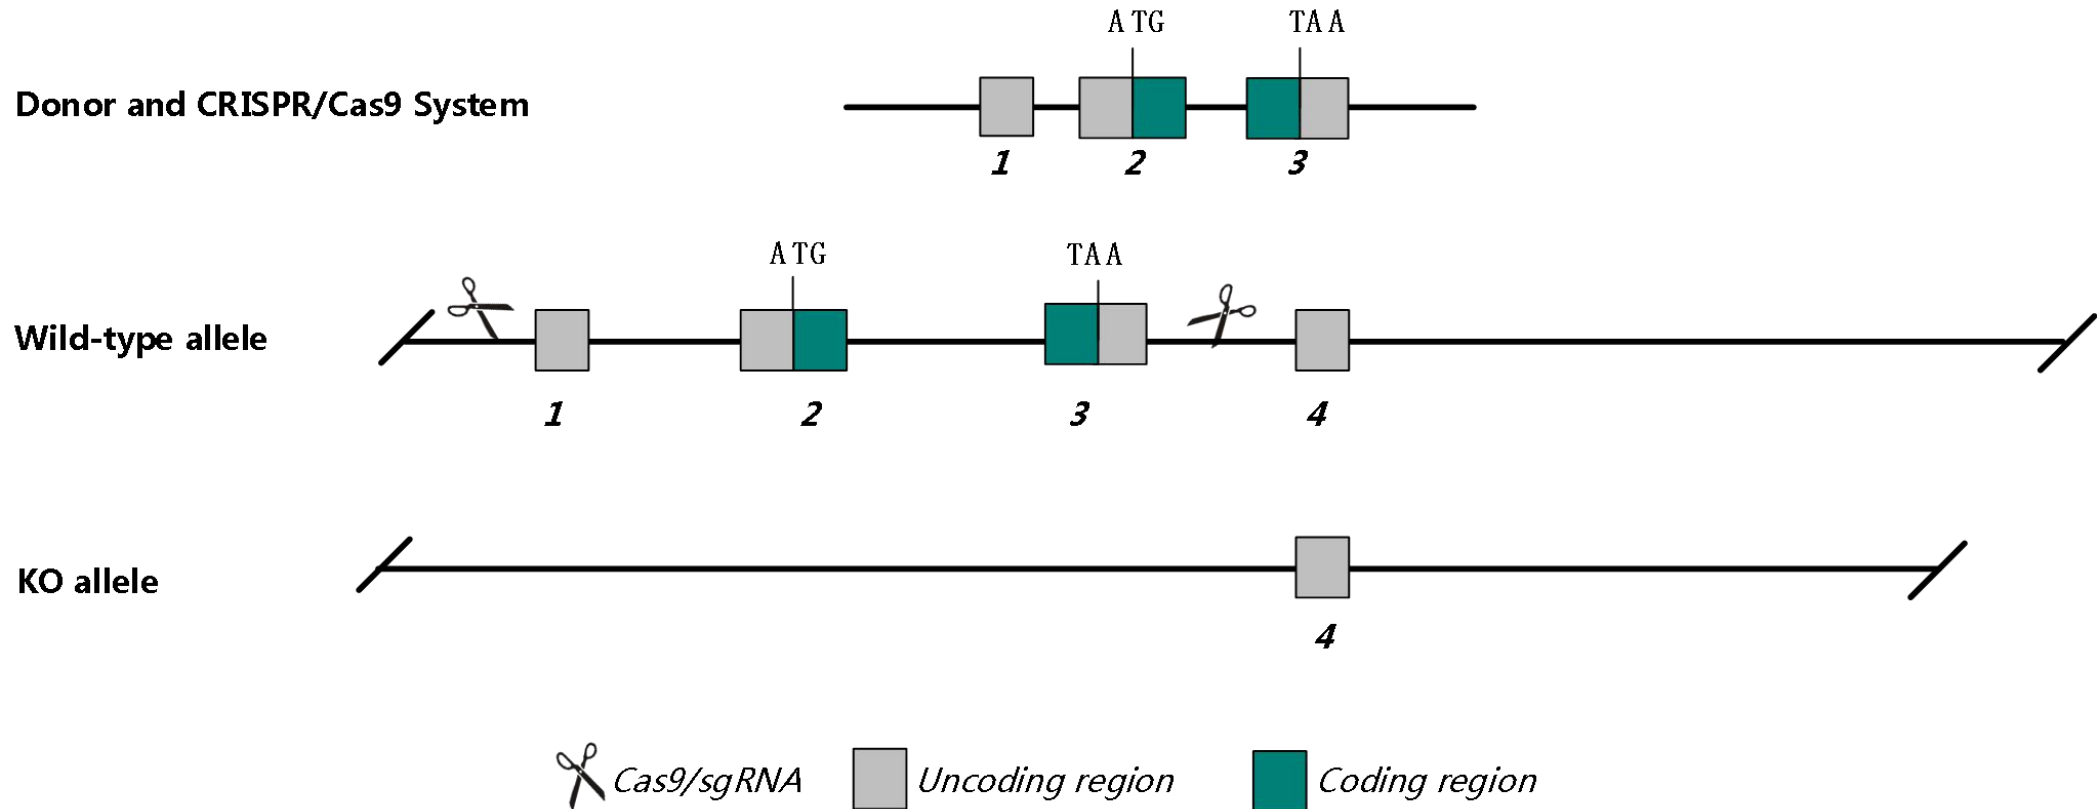 ATG TAA
Donor and CRISPR/Cas9 System
1 2 3
ATG TAA
Wild-type allele
1 2 3 4
KO allele
4
Cas9/sgRNA Uncoding region Coding region